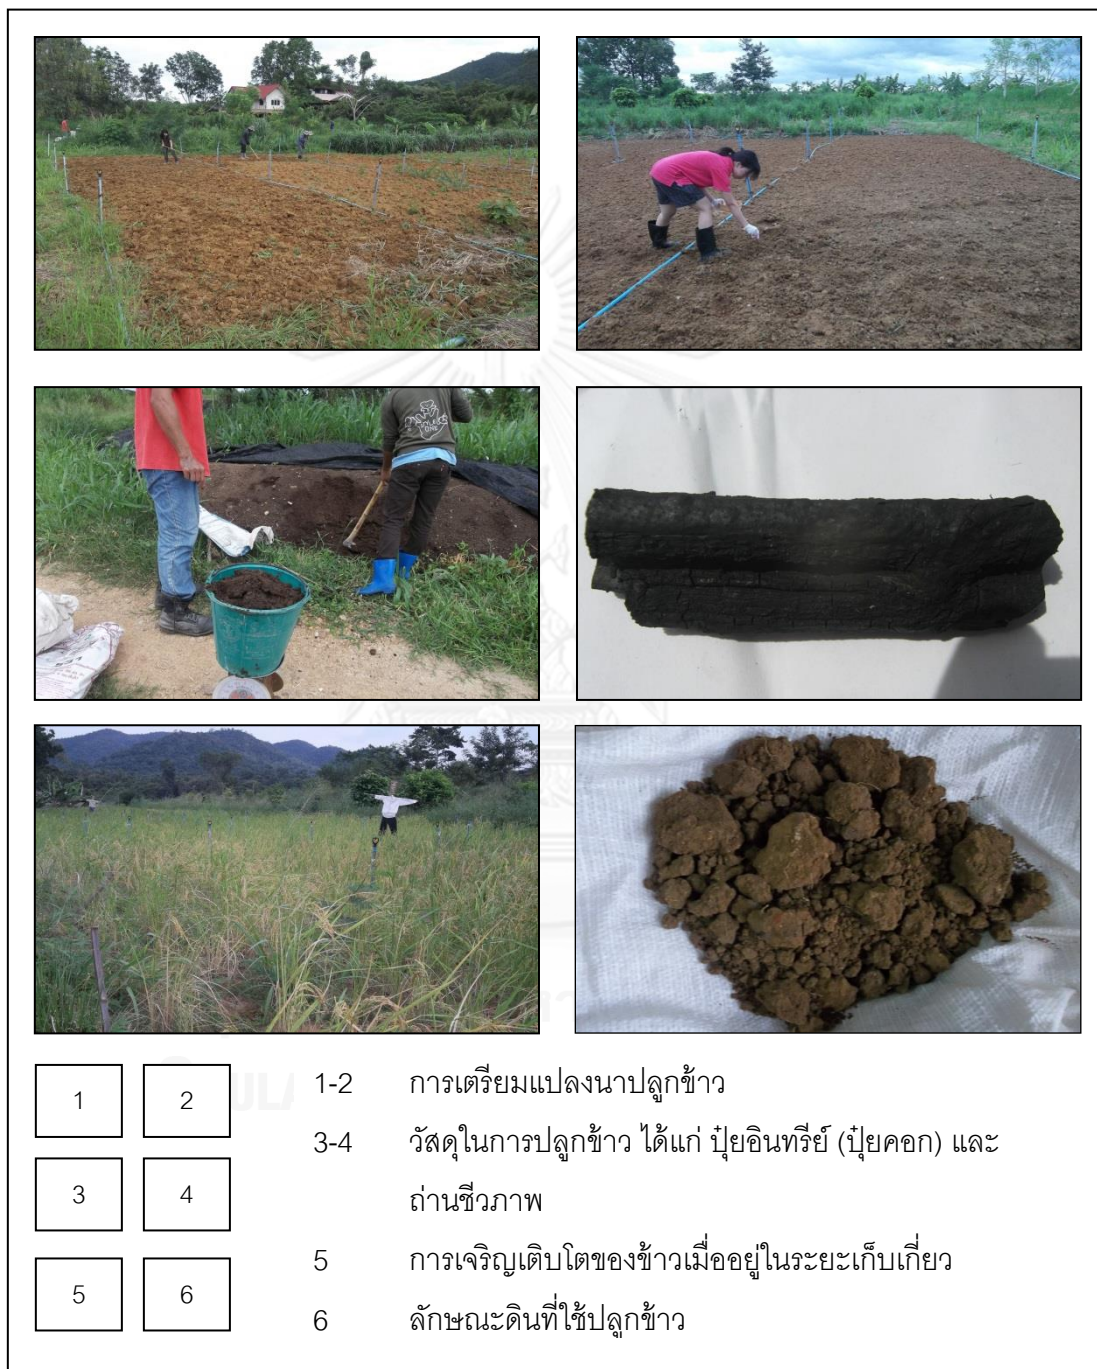 STYLE
ONE
1
2
1-2 การเตรียมแปลงนาปลูกข้าว
3-4 วัสดุในการปลูกข้าว ได้แก่ ปุ๋ยอินทรีย์ (ปุ๋ยคอก) และ
3
4
ถ่านชีวภาพ
5 การเจริญเติบโตของข้าวเมื่ออยู่ในระยะเก็บเกี่ยว
5
6
6 ลักษณะดินที่ใช้ปลูกข้าว